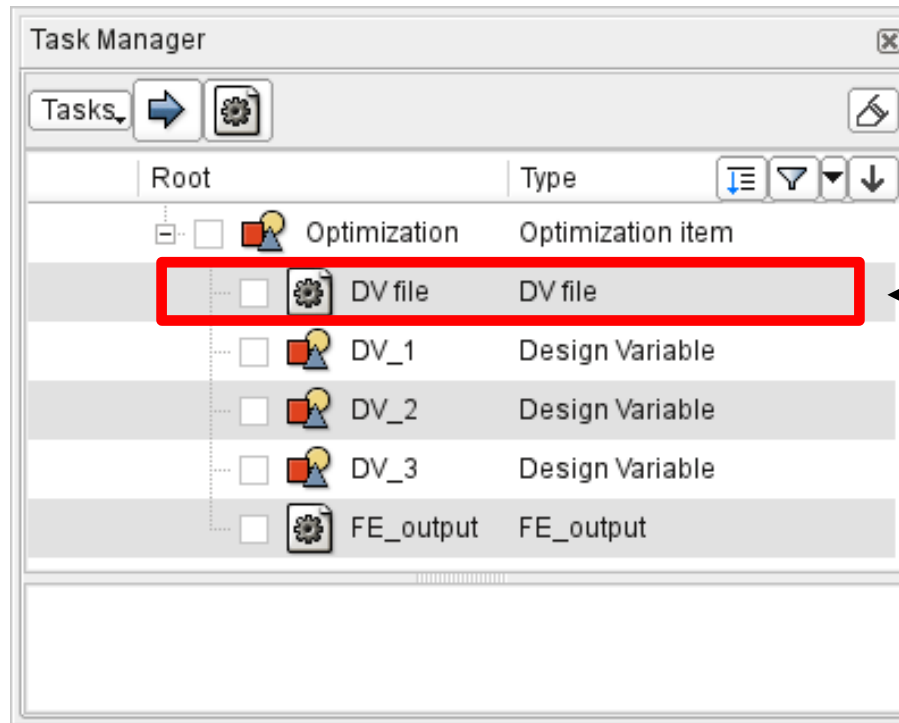 Task Manager
Tasks
Root Type
Optimization Optimization item
DV file DV file
DV_1 Design Variable
DV_2 Design Variable
DV_3 Design Variable
FE_output FE_output